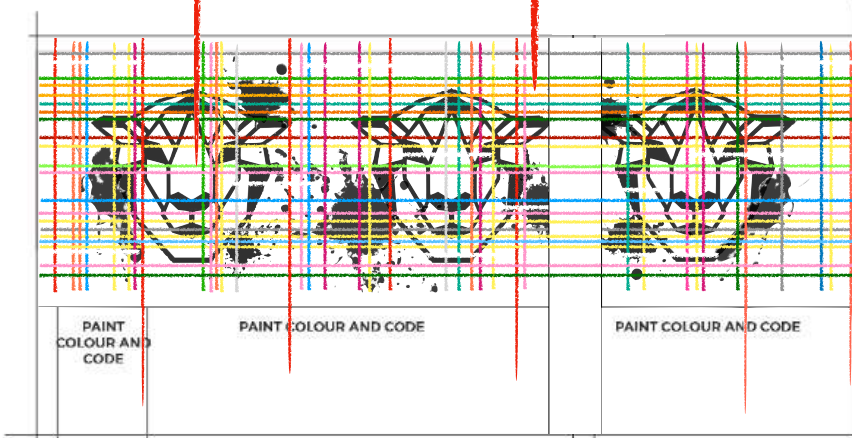 PAINT
COLOUR AND
CODE
PAINT COLOUR AND CODE
PAINT COLOUR AND CODE